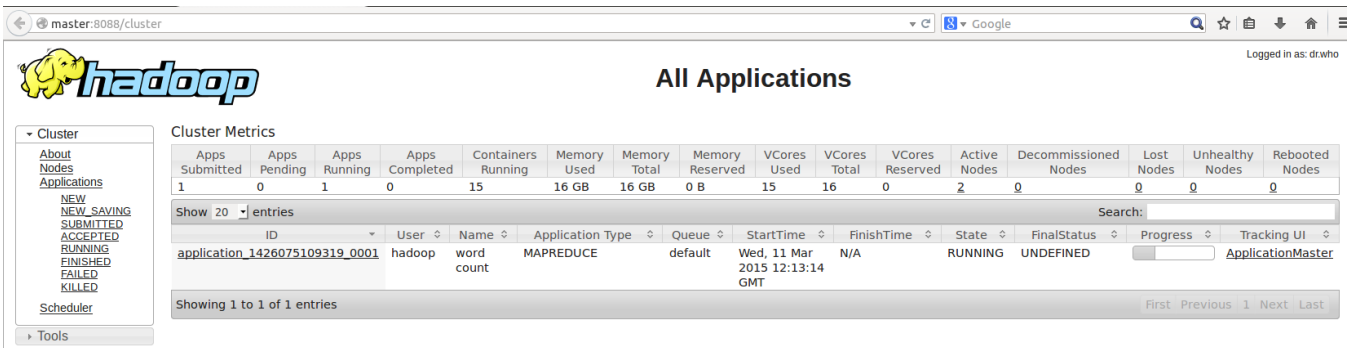 master:8088/cluster
Google
Logged in as: dr.who
hadoop
All Applications
Cluster
About
Nodes
Applications
NEW
NEW_SAVING
SUBMITTED
ACCEPTED
RUNNING
FINISHED
FAILED
KILLED
Scheduler
Tools
Cluster Metrics
Apps Submitted Apps Pending Apps Running Apps Completed Containers Running Memory Used Memory Total Memory Reserved VCores Used VCores Total VCores Reserved Active Nodes Decommissioned Nodes Lost Nodes Unhealthy Nodes Rebooted Nodes
1 0 1 0 15 16 GB 16 GB 0 B 15 16 0 2 0 0 0 0
Show 20 entries Search:
ID User Name Application Type Queue StartTime FinishTime State FinalStatus Progress Tracking UI
application_1426075109319_0001 hadoop word count MAPREDUCE default Wed, 11 Mar 2015 12:13:14 GMT N/A RUNNING UNDEFINED ApplicationMaster
Showing 1 to 1 of 1 entries First Previous 1 Next Last